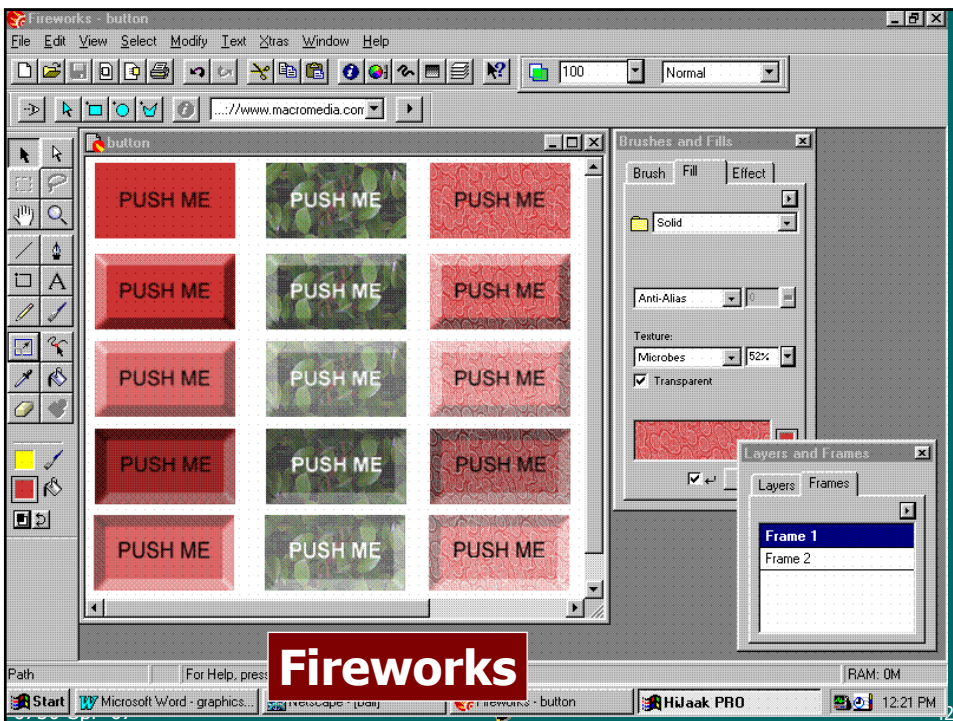 Fireworks - button
File Edit View Select Modify Text Xtras Window Help
100 Normal
...://www.macromedia.com
button
Brushes and Fills
Brush Fill Effect
PUSH ME PUSH ME PUSH ME
Solid
PUSH ME PUSH ME PUSH ME
Anti-Alias 0
Texture:
Microbes 52%
Transparent
PUSH ME PUSH ME PUSH ME
PUSH ME PUSH ME PUSH ME
Layers and Frames
Layers Frames
Frame 1
Frame 2
PUSH ME PUSH ME PUSH ME
Fireworks
Path For Help, press RAM: 0M
Start Microsoft Word - graphics... Netscape - [Ball] Fireworks - button HiJaak PRO 12:21 PM